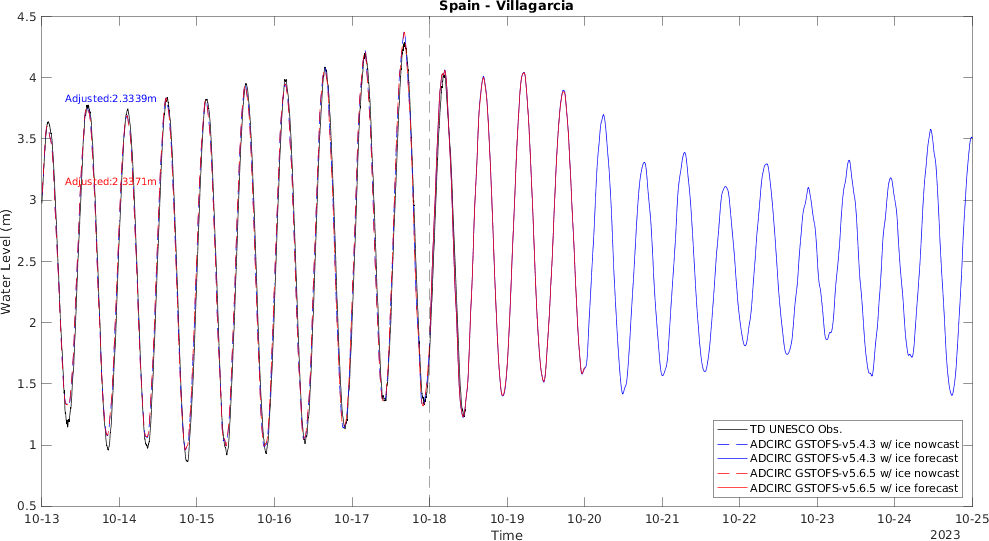 Spain - Villagarcia
4.5
4
3.5
3
2.5
2
1.5
1
0.5
Water Level (m)
Adjusted:2.3339m
Adjusted:2.3371m
TD UNESCO Obs.
ADCIRC GSTOFS-v5.4.3 w/ ice nowcast
ADCIRC GSTOFS-v5.4.3 w/ ice forecast
ADCIRC GSTOFS-v5.6.5 w/ ice nowcast
ADCIRC GSTOFS-v5.6.5 w/ ice forecast
10-13 10-14 10-15 10-16 10-17 10-18 10-19 10-20 10-21 10-22 10-23 10-24 10-25
Time
2023